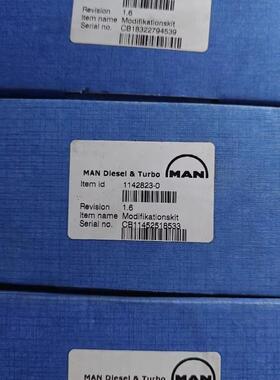 Revision 1.6
Item name Modifikationskit
Serial no. CB18322794539
MAN Diesel & Turbo
MAN
Item id 1142823-0
Revision 1.6
Item name Modifikationskit
Serial no. CB11452518533
MAN Diesel & Turbo